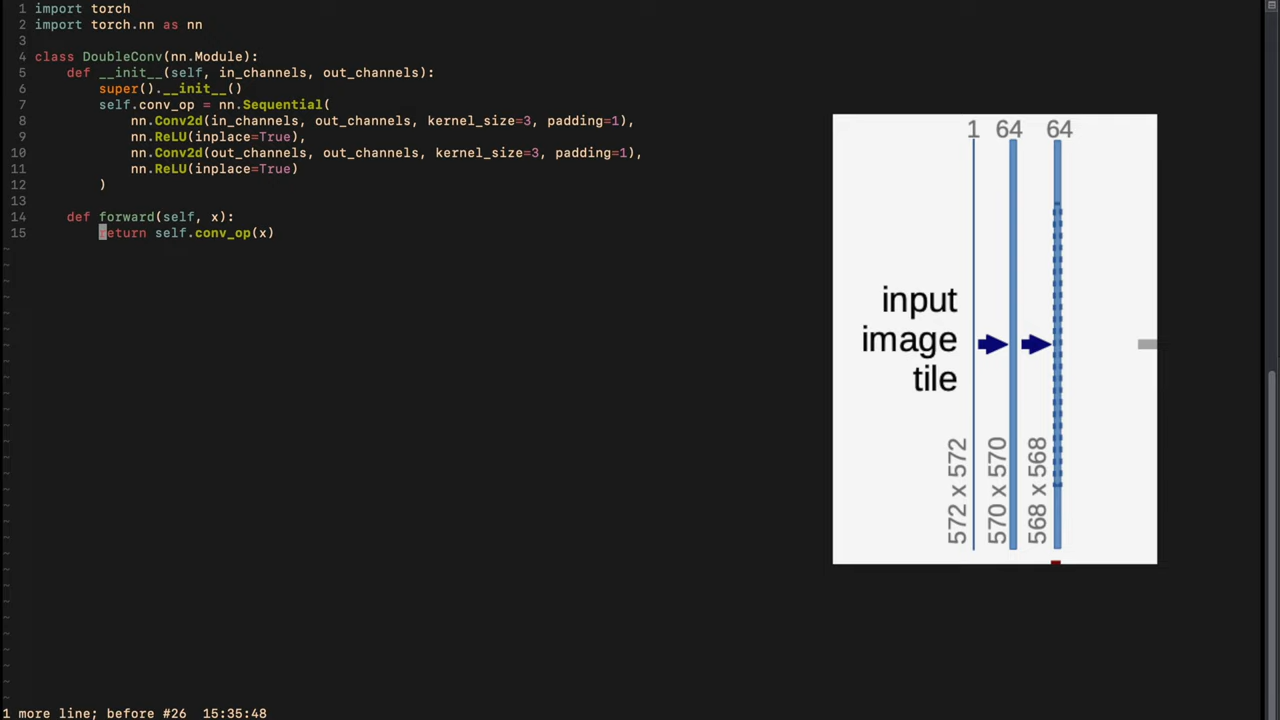 1 import torch
2 import torch.nn as nn
3
4 class DoubleConv(nn.Module):
5     def __init__(self, in_channels, out_channels):
6         super().__init__()
7         self.conv_op = nn.Sequential(
8             nn.Conv2d(in_channels, out_channels, kernel_size=3, padding=1),
9             nn.ReLU(inplace=True),
10             nn.Conv2d(out_channels, out_channels, kernel_size=3, padding=1),
11             nn.ReLU(inplace=True)
12         )
13
14     def forward(self, x):
15         return self.conv_op(x)
1 64 64
input
image
tile
572 x 572
570 x 570
568 x 568
1 more line; before #26 15:35:48